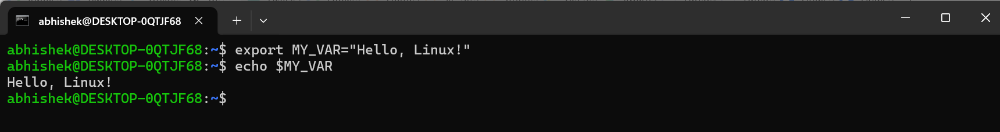 abhishek@DESKTOP-0QTJF68
abhishek@DESKTOP-0QTJF68:~$ export MY_VAR="Hello, Linux!"
abhishek@DESKTOP-0QTJF68:~$ echo $MY_VAR
Hello, Linux!
abhishek@DESKTOP-0QTJF68:~$